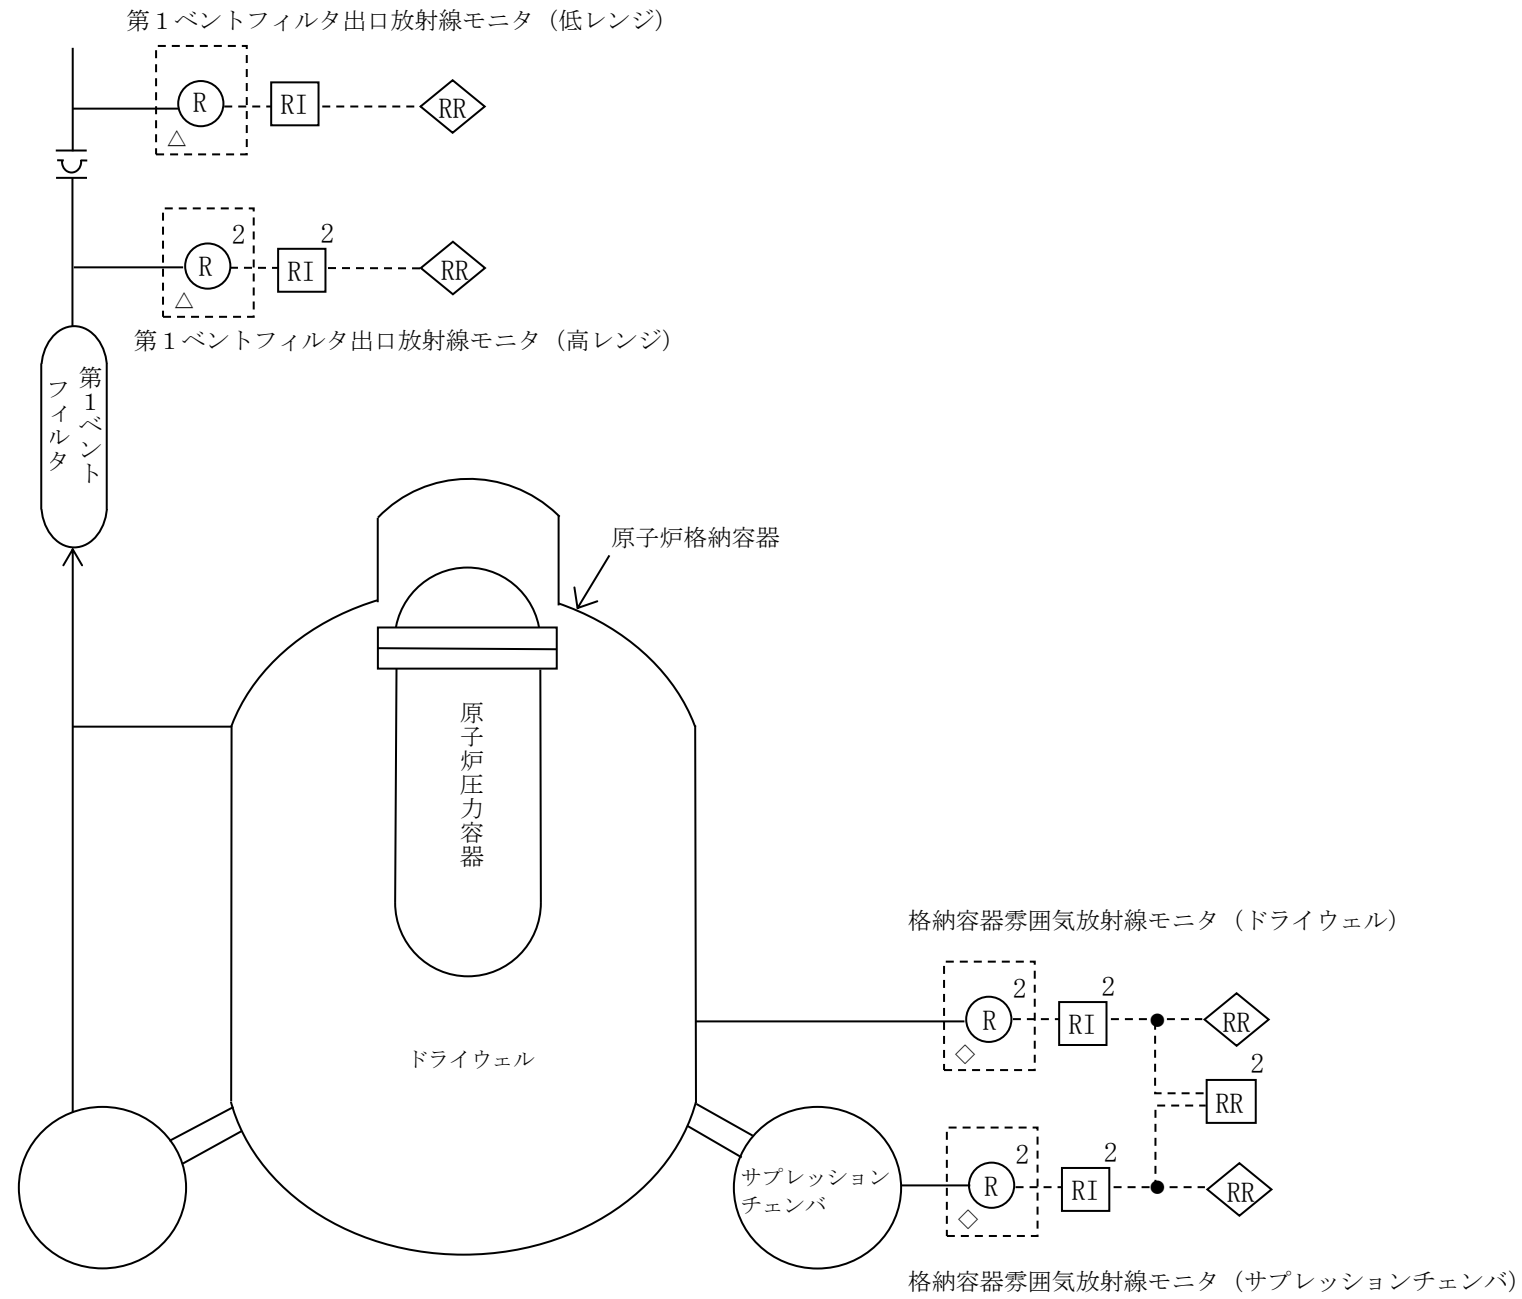 第１ベントフィルタ出口放射線モニタ（低レンジ）
R
RI
RR
△
2
2
R
RI
RR
△
第１ベントフィルタ出口放射線モニタ（高レンジ）
第１ベント
フィルタ
原子炉格納容器
原子炉圧力容器
格納容器雰囲気放射線モニタ（ドライウェル）
2
2
R
RI
RR
◇
ドライウェル
2
RR
2
2
サプレッション
チェンバ
R
RI
RR
◇
格納容器雰囲気放射線モニタ（サプレッションチェンバ）